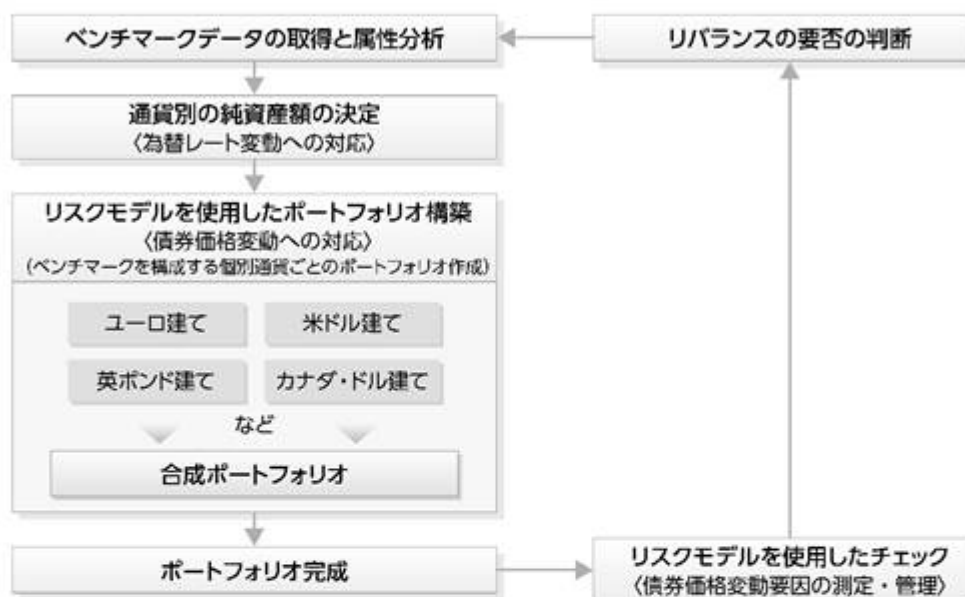 ベンチマークデータの取得と属性分析
リバランスの要否の判断
通貨別の純資産額の決定
〈為替レート変動への対応〉
リスクモデルを使用したポートフォリオ構築
〈債券価格変動への対応〉
(ベンチマークを構成する個別通貨ごとのポートフォリオ作成)
ユーロ建て
米ドル建て
英ポンド建て
カナダ・ドル建て
など
合成ポートフォリオ
ポートフォリオ完成
リスクモデルを使用したチェック
〈債券価格変動要因の測定・管理〉